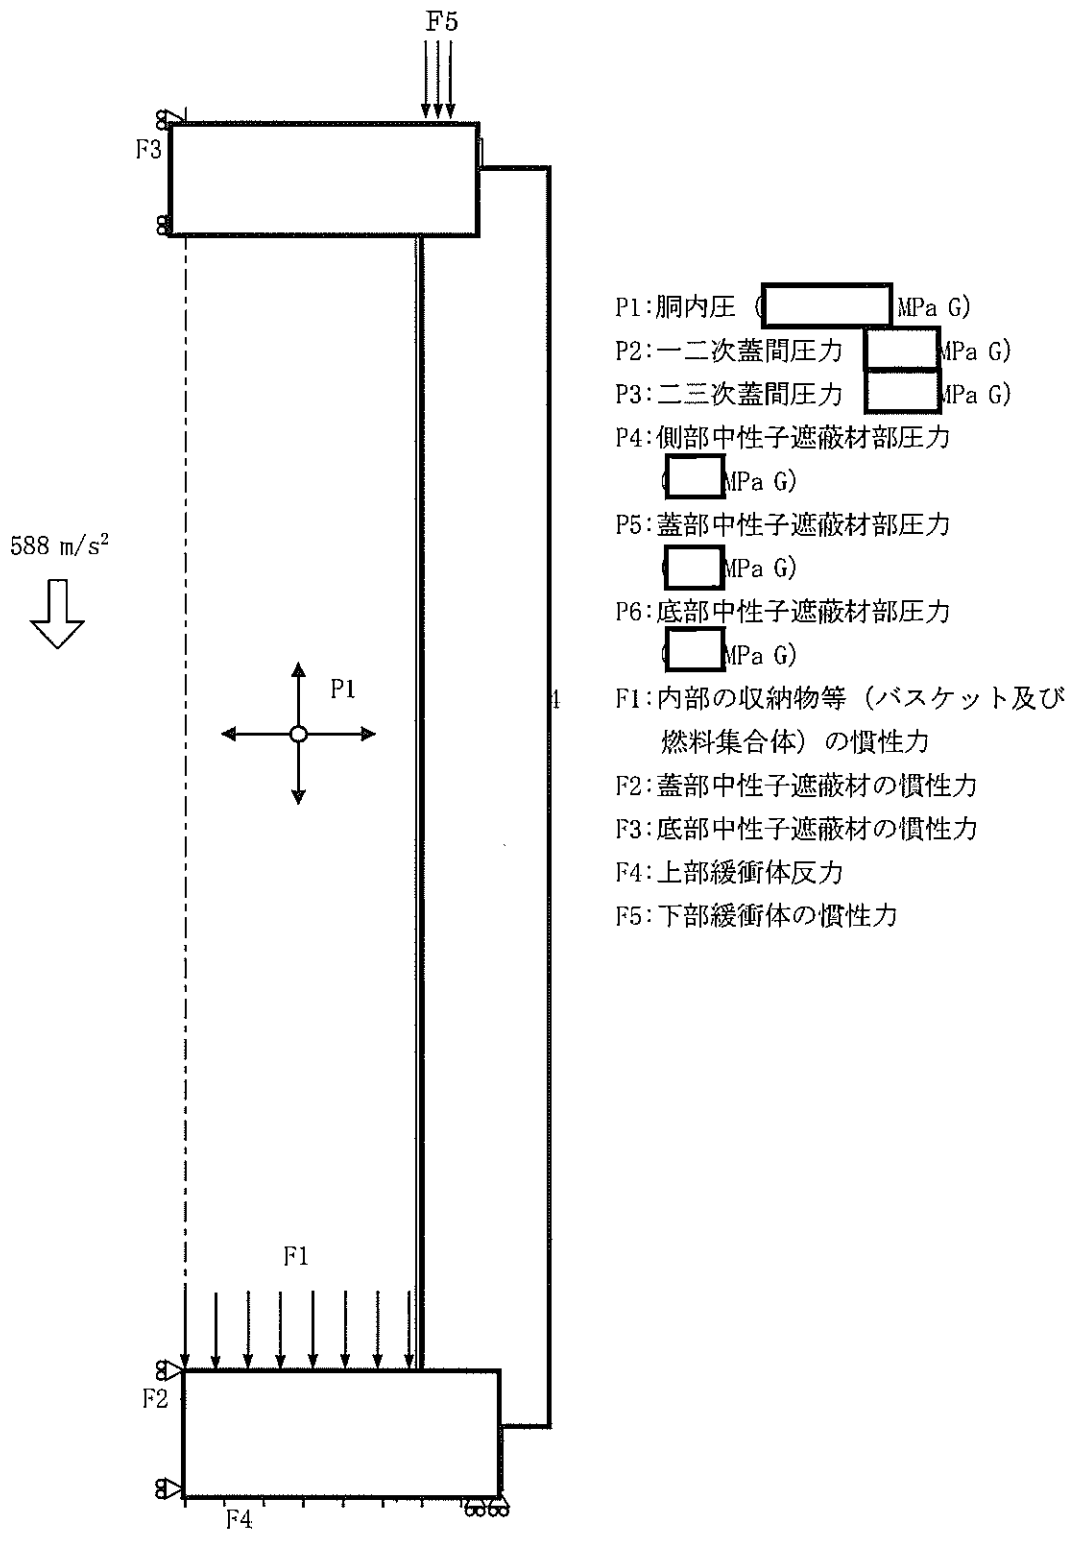 F5
F3
P1:胴内圧 ( MPa G)
P2:一二次蓋間圧力 MPa G)
P3:二三次蓋間圧力 MPa G)
P4:側部中性子遮蔽材部圧力
( MPa G)
588 m/s²
P5:蓋部中性子遮蔽材部圧力
( MPa G)
P6:底部中性子遮蔽材部圧力
( MPa G)
P1
4
F1:内部の収納物等(バスケット及び
燃料集合体)の慣性力
F2:蓋部中性子遮蔽材の慣性力
F3:底部中性子遮蔽材の慣性力
F4:上部緩衝体反力
F5:下部緩衝体の慣性力
F1
F2
F4